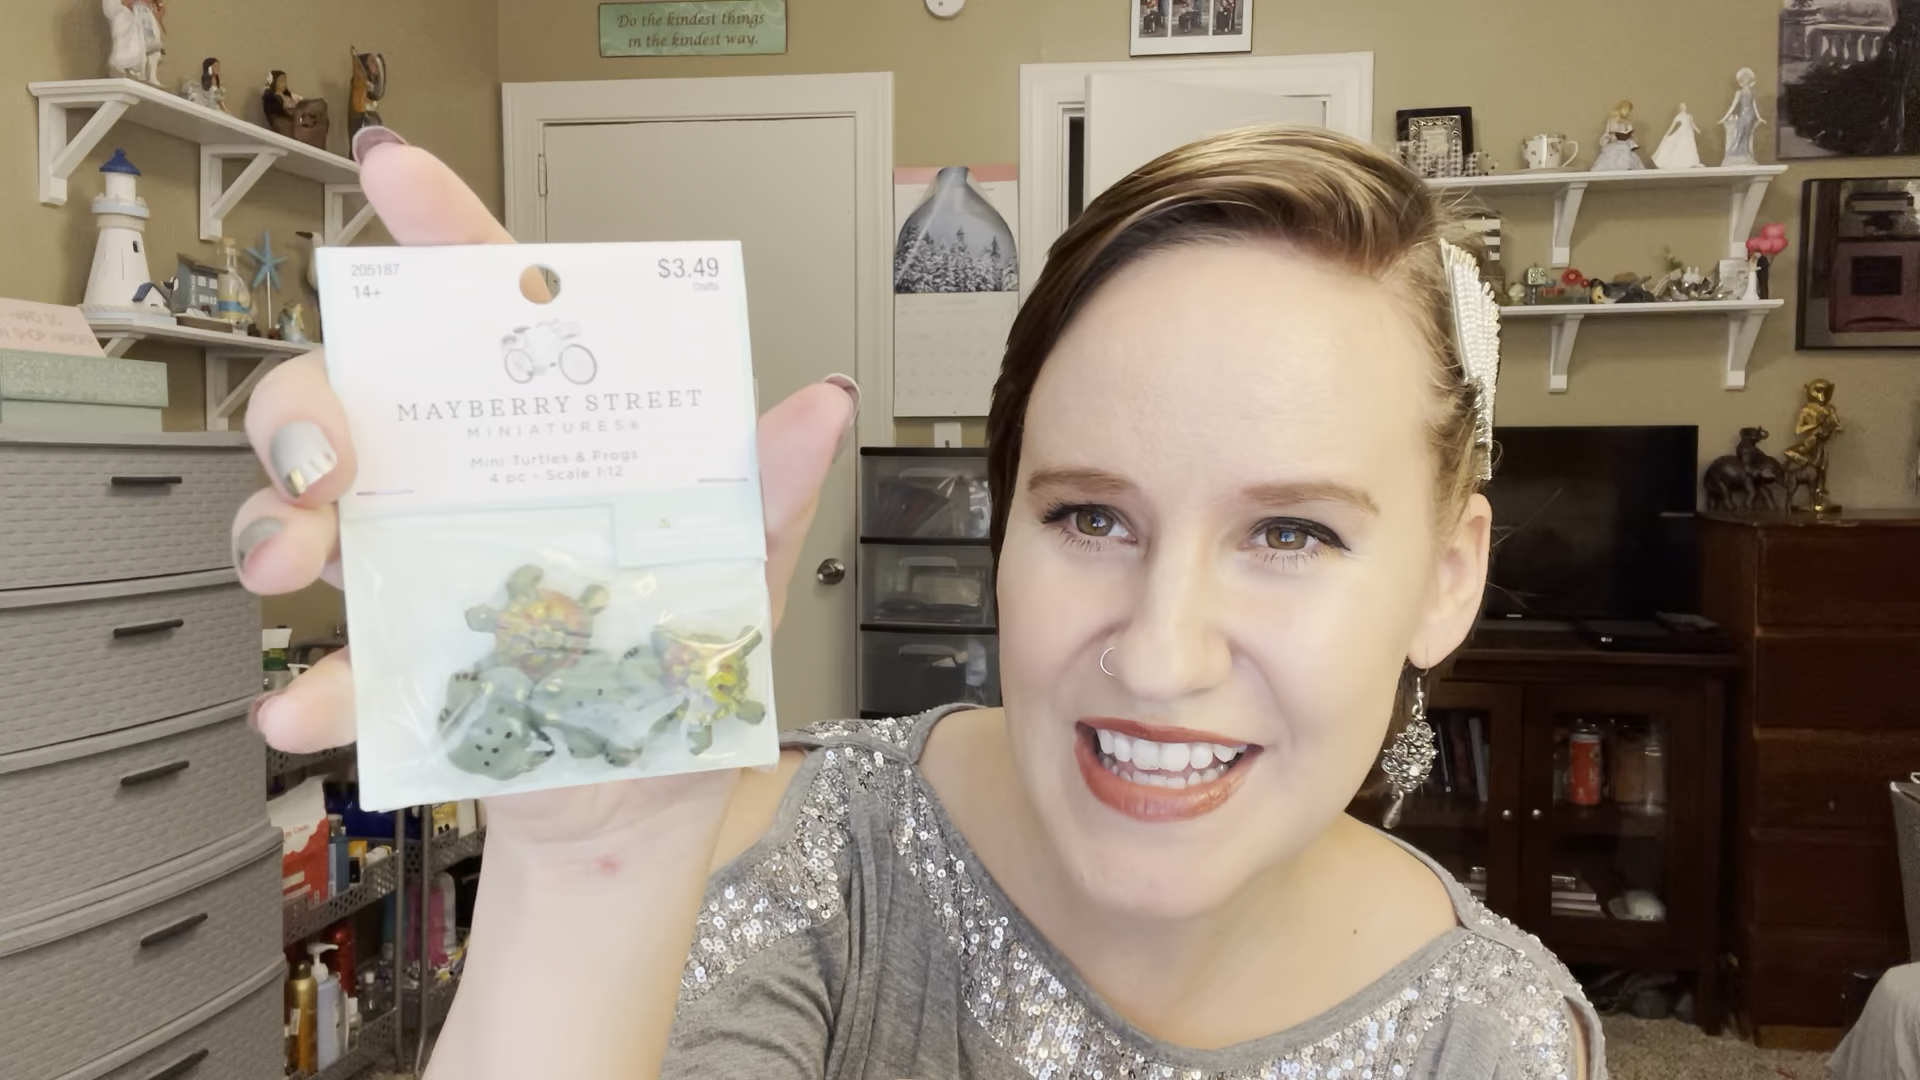 Do the kindest things
in the kindest way.
205187
14+
$3.49
Crafts
MAYBERRY STREET
MINIATURES®
Mini Turtles & Frogs
4 pc - Scale 1:12